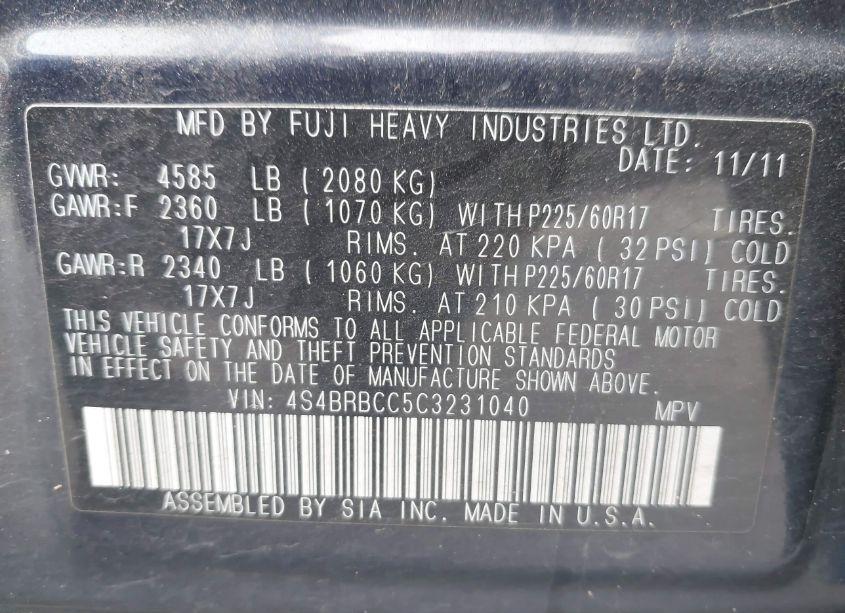 MFD BY FUJI HEAVY INDUSTRIES LTD.
DATE: 11/11
GVWR: 4585 LB ( 2080 KG)
GAWR:F 2360 LB ( 1070 KG) WITH P225/60R17 TIRES.
17X7J RIMS. AT 220 KPA ( 32 PSI) COLD
GAWR:R 2340 LB ( 1060 KG) WITH P225/60R17 TIRES.
17X7J RIMS. AT 210 KPA ( 30 PSI) COLD
THIS VEHICLE CONFORMS TO ALL APPLICABLE FEDERAL MOTOR
VEHICLE SAFETY AND THEFT PREVENTION STANDARDS
IN EFFECT ON THE DATE OF MANUFACTURE SHOWN ABOVE.
VIN: 4S4BRBCC5C3231040 MPV
ASSEMBLED BY SIA INC. MADE IN U.S.A.